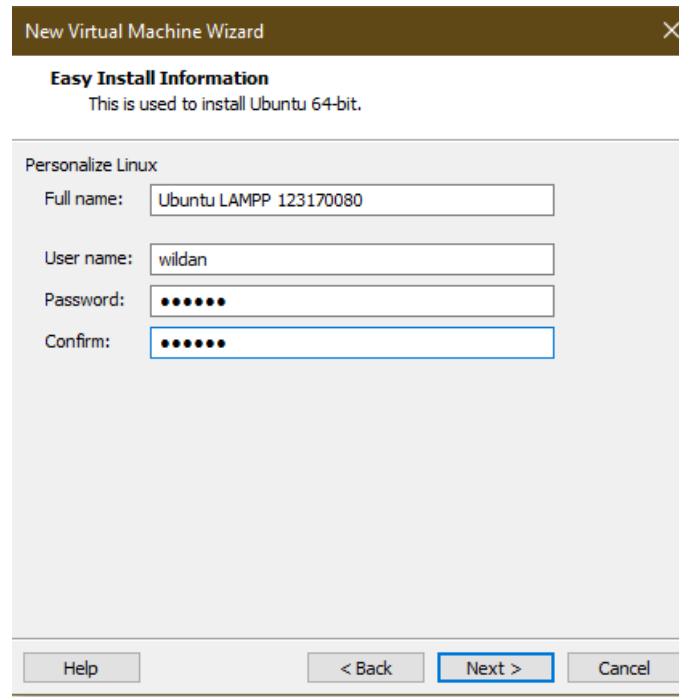 New Virtual Machine Wizard
Easy Install Information
This is used to install Ubuntu 64-bit.
Personalize Linux
Full name: Ubuntu LAMPP 123170080
User name: wildan
Password: ••••••
Confirm: ••••••
Help < Back Next > Cancel